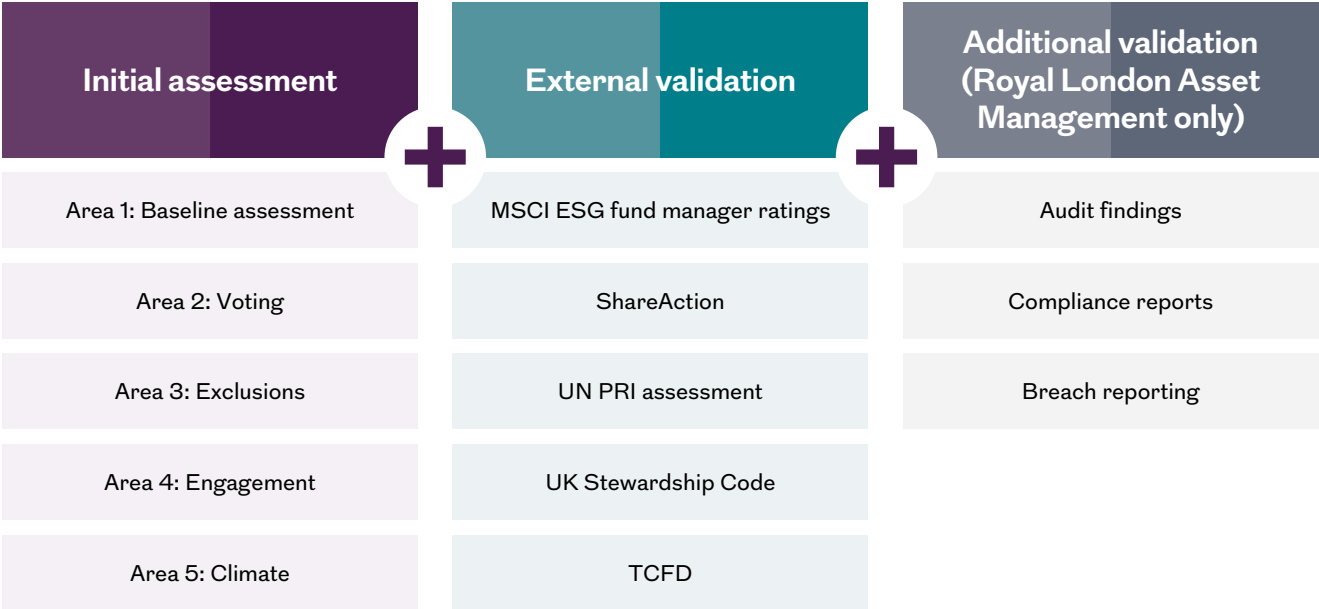 Initial assessment
Area 1: Baseline assessment
Area 2: Voting
Area 3: Exclusions
Area 4: Engagement
Area 5: Climate
External validation
MSCI ESG fund manager ratings
ShareAction
UN PRI assessment
UK Stewardship Code
TCFD
Additional validation
(Royal London Asset
Management only)
Audit findings
Compliance reports
Breach reporting